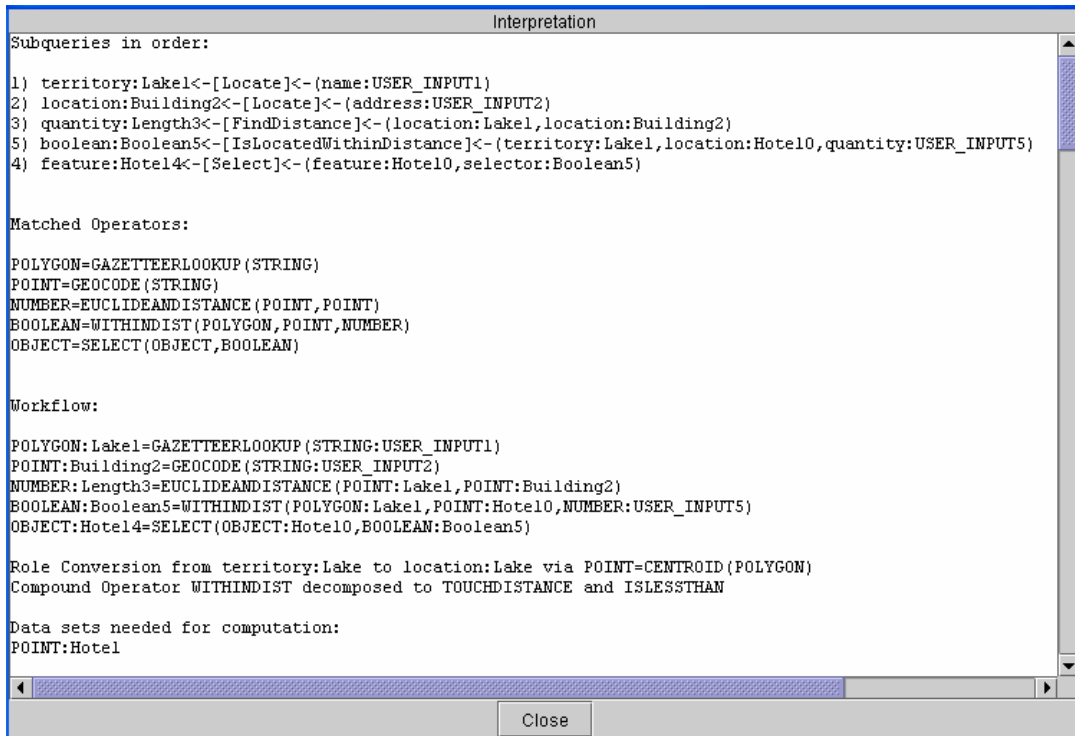 Interpretation
Subqueries in order:
1) territory:Lake1<-[Locate]<-(name:USER_INPUT1)
2) location:Building2<-[Locate]<-(address:USER_INPUT2)
3) quantity:Length3<-[FindDistance]<-(location:Lake1,location:Building2)
5) boolean:Boolean5<-[IsLocatedWithinDistance]<-(territory:Lake1,location:Hotel0,quantity:USER_INPUT5)
4) feature:Hotel4<-[Select]<-(feature:Hotel0,selector:Boolean5)
Matched Operators:
POLYGON=GAZETTEERLOOKUP(STRING)
POINT=GEOCODE(STRING)
NUMBER=EUCLIDEANDISTANCE(POINT,POINT)
BOOLEAN=WITHINDIST(POLYGON,POINT,NUMBER)
OBJECT=SELECT(OBJECT,BOOLEAN)
Workflow:
POLYGON:Lake1=GAZETTEERLOOKUP(STRING:USER_INPUT1)
POINT:Building2=GEOCODE(STRING:USER_INPUT2)
NUMBER:Length3=EUCLIDEANDISTANCE(POINT:Lake1,POINT:Building2)
BOOLEAN:Boolean5=WITHINDIST(POLYGON:Lake1,POINT:Hotel0,NUMBER:USER_INPUT5)
OBJECT:Hotel4=SELECT(OBJECT:Hotel0,BOOLEAN:Boolean5)
Role Conversion from territory:Lake to location:Lake via POINT=CENTROID(POLYGON)
Compound Operator WITHINDIST decomposed to TOUCHDISTANCE and ISLESSTHAN
Data sets needed for computation:
POINT:Hotel
Close